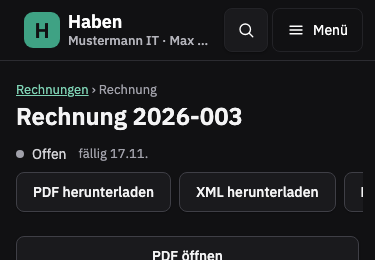 H
Haben
Mustermann IT · Max ...
Menü
Rechnungen › Rechnung
Rechnung 2026-003
Offen fällig 17.11.
PDF herunterladen XML herunterladen
PDF öffnen